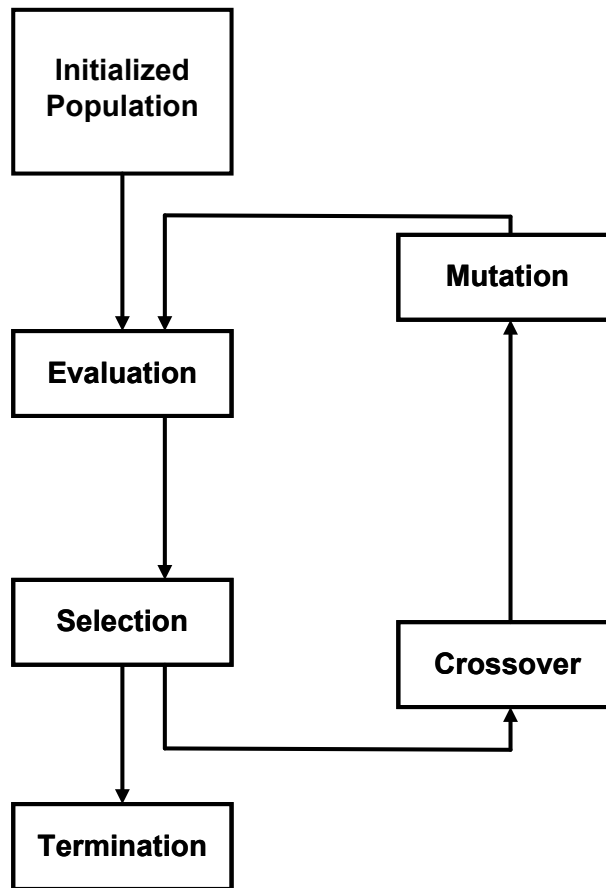 Initialized
Population
Mutation
Evaluation
Selection
Crossover
Termination